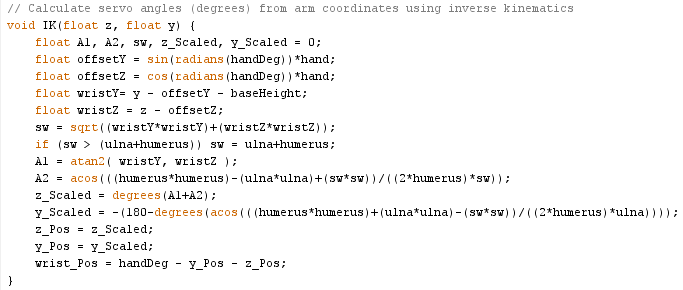 // Calculate servo angles (degrees) from arm coordinates using inverse kinematics
void IK(float z, float y) {
    float A1, A2, sw, z_Scaled, y_Scaled = 0;
    float offsetY = sin(radians(handDeg))*hand;
    float offsetZ = cos(radians(handDeg))*hand;
    float wristY= y - offsetY - baseHeight;
    float wristZ = z - offsetZ;
    sw = sqrt((wristY*wristY)+(wristZ*wristZ));
    if (sw > (ulna+humerus)) sw = ulna+humerus;
    A1 = atan2( wristY, wristZ );
    A2 = acos(((humerus*humerus)-(ulna*ulna)+(sw*sw))/((2*humerus)*sw));
    z_Scaled = degrees(A1+A2);
    y_Scaled = -(180-degrees(acos(((humerus*humerus)+(ulna*ulna)-(sw*sw))/((2*humerus)*ulna))));
    z_Pos = z_Scaled;
    y_Pos = y_Scaled;
    wrist_Pos = handDeg - y_Pos - z_Pos;
}